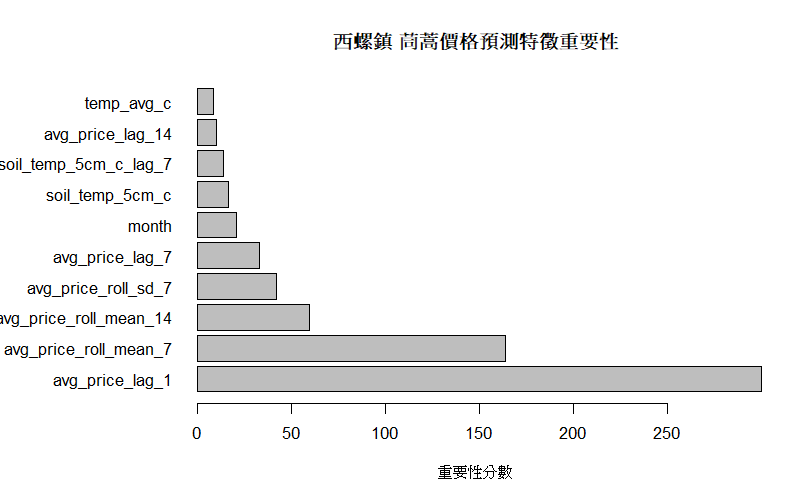 西螺鎮 茼蒿價格預測特徵重要性
temp_avg_c
avg_price_lag_14
soil_temp_5cm_c_lag_7
soil_temp_5cm_c
month
avg_price_lag_7
avg_price_roll_sd_7
avg_price_roll_mean_14
avg_price_roll_mean_7
avg_price_lag_1
0 50 100 150 200 250
重要性分數